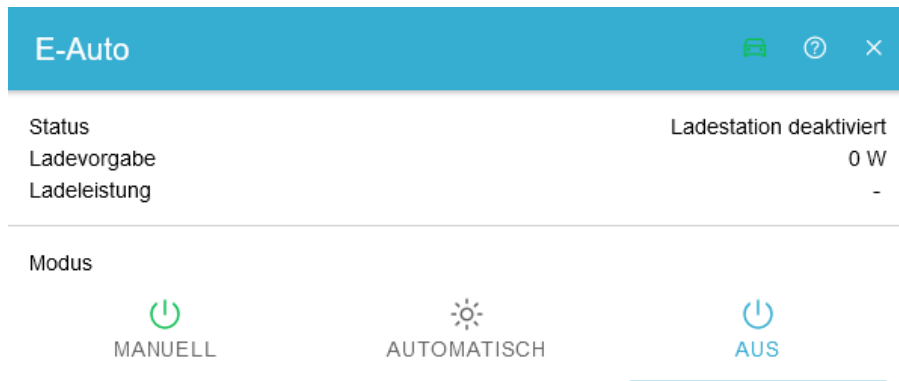 E-Auto
Status Ladestation deaktiviert
Ladevorgabe 0 W
Ladeleistung -
Modus
MANUELL AUTOMATISCH AUS